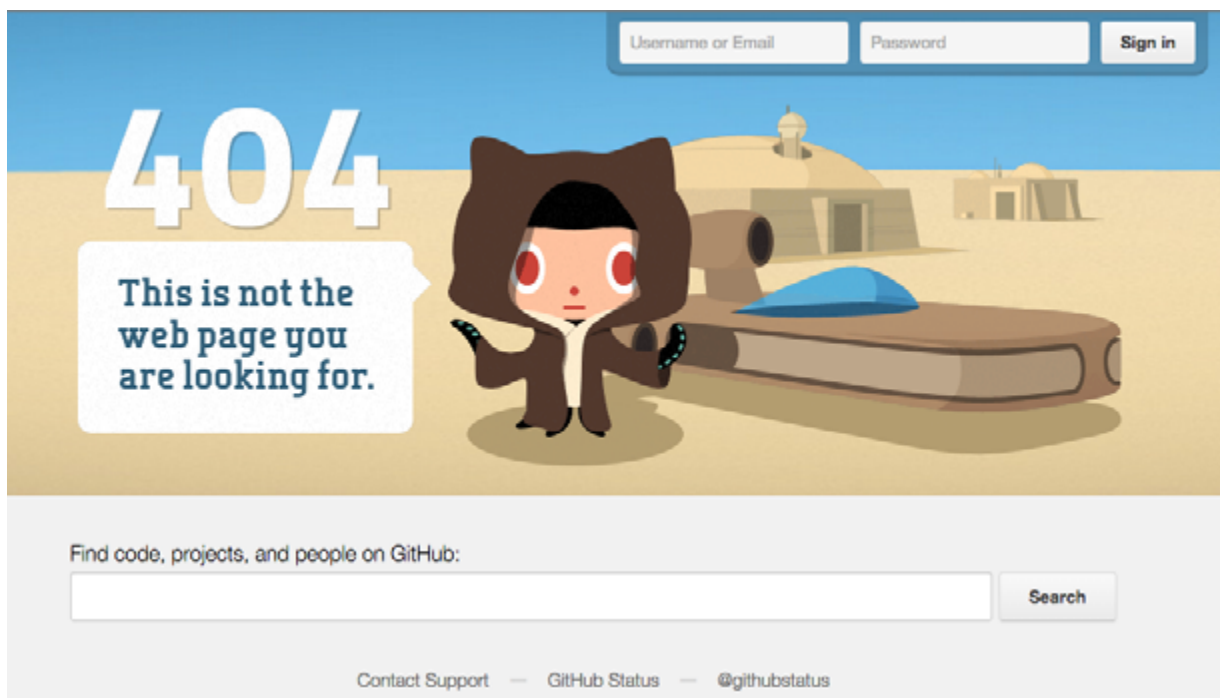 Username or Email
Password
Sign in
404
This is not the
web page you
are looking for.
Find code, projects, and people on GitHub:
Search
Contact Support — GitHub Status — @githubstatus